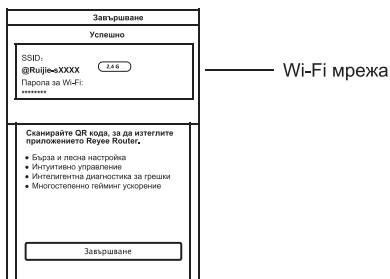 Завършване
Успешно
SSID:
@Ruijie-sXXXX
2,4 G
Парола за Wi-Fi:
********
Wi-Fi мрежа
Сканирайте QR кода, за да изтеглите
приложението Reyee Router.
• Бърза и лесна настройка
• Интуитивно управление
• Интелигентна диагностика за грешки
• Многостепенно гейминг ускорение
Завършване